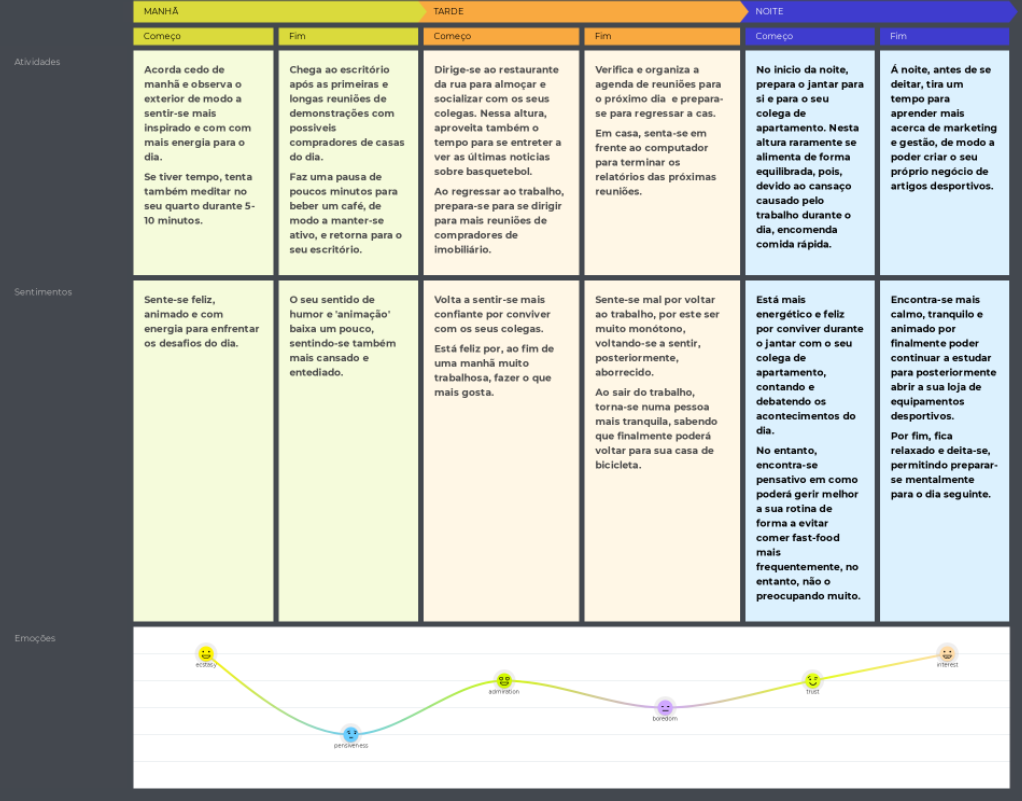 MANHÃ
TARDE
NOITE
Começo
Fim
Começo
Fim
Começo
Fim
Atividades
Acorda cedo de
manhã e observa o
exterior de modo a
sentir-se mais
inspirado e com com
mais energia para o
dia.
Se tiver tempo, tenta
também meditar no
seu quarto durante 5-
10 minutos.
Chega ao escritório
após as primeiras e
longas reuniões de
demonstrações com
possiveis
compradores de casas
do dia.
Faz uma pausa de
poucos minutos para
beber um café, de
modo a manter-se
ativo, e retorna para o
seu escritório.
Dirige-se ao restaurante
da rua para almoçar e
socializar com os seus
colegas. Nessa altura,
aproveita também o
tempo para se entreter a
ver as últimas noticias
sobre basquetebol.
Ao regressar ao trabalho,
prepara-se para se dirigir
para mais reuniões de
compradores de
imobiliário.
Verifica e organiza a
agenda de reuniões para
o próximo dia e prepara-
se para regressar a cas.
Em casa, senta-se em
frente ao computador
para terminar os
relatórios das próximas
reuniões.
No inicio da noite,
prepara o jantar para
si e para o seu
colega de
apartamento. Nesta
altura raramente se
alimenta de forma
equilibrada, pois,
devido ao cansaço
causado pelo
trabalho durante o
dia, encomenda
comida rápida.
Á noite, antes de se
deitar, tira um
tempo para
aprender mais
acerca de marketing
e gestão, de modo a
poder criar o seu
próprio negócio de
artigos desportivos.
Sentimentos
Sente-se feliz,
animado e com
energia para enfrentar
os desafios do dia.
O seu sentido de
humor e 'animação'
baixa um pouco,
sentindo-se também
mais cansado e
entediado.
Volta a sentir-se mais
confiante por conviver
com os seus colegas.
Está feliz por, ao fim de
uma manhã muito
trabalhosa, fazer o que
mais gosta.
Sente-se mal por voltar
ao trabalho, por este ser
muito monótono,
voltando-se a sentir,
posteriormente,
aborrecido.
Ao sair do trabalho,
torna-se numa pessoa
mais tranquila, sabendo
que finalmente poderá
voltar para sua casa de
bicicleta.
Está mais
energético e feliz
por conviver durante
o jantar com o seu
colega de
apartamento,
contando e
debatendo os
acontecimentos do
dia.
No entanto,
encontra-se
pensativo em como
poderá gerir melhor
a sua rotina de
forma a evitar
comer fast-food
mais
frequentemente, no
entanto, não o
preocupando muito.
Encontra-se mais
calmo, tranquilo e
animado por
finalmente poder
continuar a estudar
para posteriormente
abrir a sua loja de
equipamentos
desportivos.
Por fim, fica
relaxado e deita-se,
permitindo preparar-
se mentalmente
para o dia seguinte.
Emoções
ecstasy
pensiveness
admiration
boredom
trust
interest